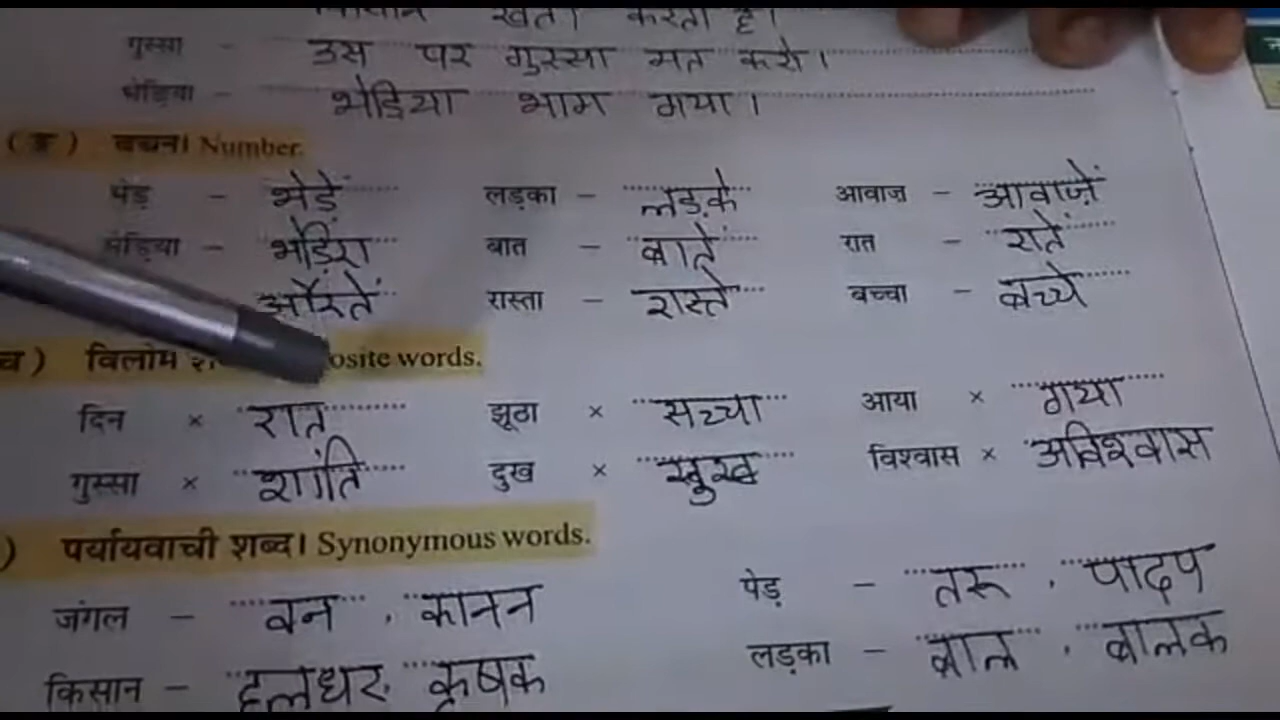 खेती करता है।
गुस्सा - उस पर गुस्सा मत करो।
भेड़िया - भेड़िया भाग गया।
(ङ) वचन। Number.
भेड़ - भेड़ें लड़का - लड़के आवाज़ - आवाज़ें
भेड़िया - बात - बातें रात - रातें
औरतें रास्ता - रास्ते बच्चा - बच्चे
च) विलोम osite words.
दिन × रात झूठा × सच्चा आया × गया
गुस्सा × शांति दुख × सुख विश्वास × अविश्वास
) पर्यायवाची शब्द। Synonymous words.
जंगल - वन , कानन पेड़ - तरू , पादप
किसान - हलधर, कृषक लड़का - बाल , बालक